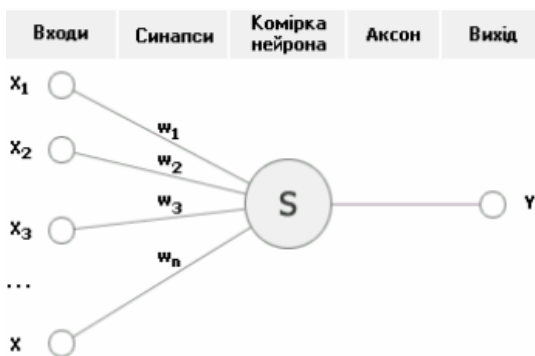 Входи Синапси Комірка нейрона Аксон Вихід
X1
w1
X2
w2
X3
w3
S
Y
wn
...
X